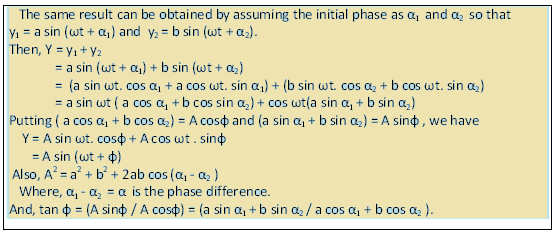 The same result can be obtained by assuming the initial phase as α₁ and α₂ so that
y₁ = a sin (ωt + α₁) and y₂ = b sin (ωt + α₂).
Then, Y = y₁ + y₂
= a sin (ωt + α₁) + b sin (ωt + α₂)
= (a sin ωt. cos α₁ + a cos ωt. sin α₁) + (b sin ωt. cos α₂ + b cos ωt. sin α₂)
= a sin ωt ( a cos α₁ + b cos sin α₂) + cos ωt(a sin α₁ + b sin α₂)
Putting ( a cos α₁ + b cos α₂) = A cosϕ and (a sin α₁ + b sin α₂) = A sinϕ , we have
Y = A sin ωt. cosϕ + A cos ωt . sinϕ
= A sin (ωt + ϕ)
Also, A² = a² + b² + 2ab cos (α₁ - α₂ )
Where, α₁ - α₂ = α is the phase difference.
And, tan ϕ = (A sinϕ / A cosϕ) = (a sin α₁ + b sin α₂ / a cos α₁ + b cos α₂ ).